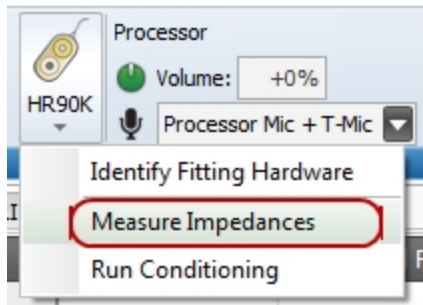 Processor
Volume: +0%
HR90K
Processor Mic + T-Mic
Identify Fitting Hardware
Measure Impedances
Run Conditioning